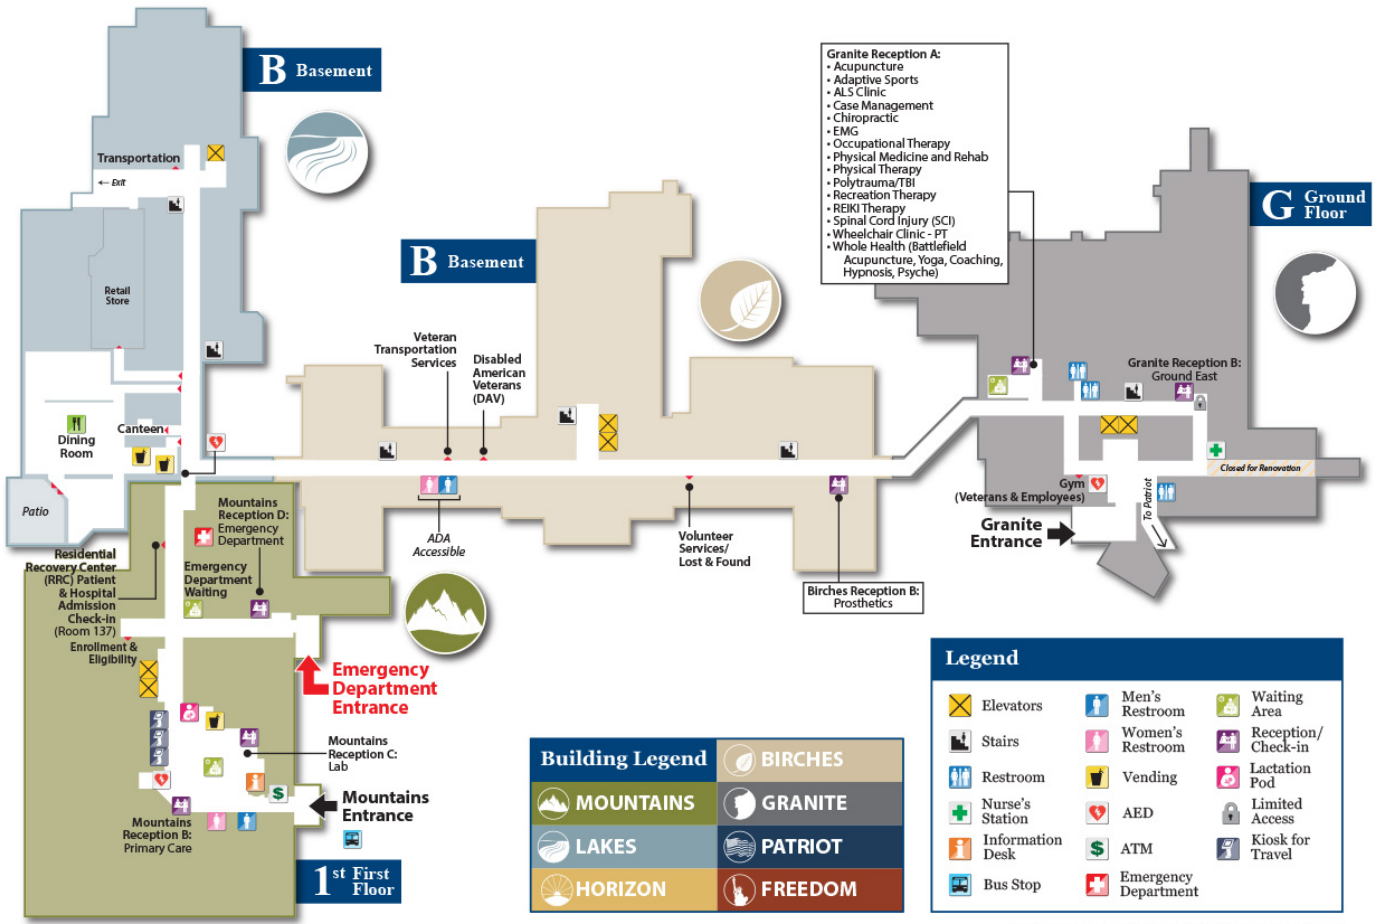 B Basement
Transportation
← Exit
Retail
Store
Dining
Room
Canteen
Patio
B Basement
Veteran
Transportation
Services
Disabled
American
Veterans
(DAV)
ADA
Accessible
Volunteer
Services/
Lost & Found
Birches Reception B:
Prosthetics
Granite Reception A:
• Acupuncture
• Adaptive Sports
• ALS Clinic
• Case Management
• Chiropractic
• EMG
• Occupational Therapy
• Physical Medicine and Rehab
• Physical Therapy
• Polytrauma/TBI
• Recreation Therapy
• REIKI Therapy
• Spinal Cord Injury (SCI)
• Wheelchair Clinic - PT
• Whole Health (Battlefield
Acupuncture, Yoga, Coaching,
Hypnosis, Psyche)
G Ground
Floor
Granite Reception B:
Ground East
Closed for Renovation
Gym
(Veterans & Employees)
To Patriot
Granite
Entrance
Mountains
Reception D:
Emergency
Department
Residential
Recovery Center
(RRC) Patient
& Hospital
Admission
Check-in
(Room 137)
Emergency
Department
Waiting
Enrollment &
Eligibility
Emergency
Department
Entrance
Mountains
Reception C:
Lab
Mountains
Entrance
Mountains
Reception B:
Primary Care
1st First
Floor
Building Legend
MOUNTAINS
LAKES
HORIZON
BIRCHES
GRANITE
PATRIOT
FREEDOM
Legend
Elevators
Stairs
Restroom
Nurse's
Station
Information
Desk
Bus Stop
Men's
Restroom
Women's
Restroom
Vending
AED
$ ATM
Emergency
Department
Waiting
Area
Reception/
Check-in
Lactation
Pod
Limited
Access
Kiosk for
Travel